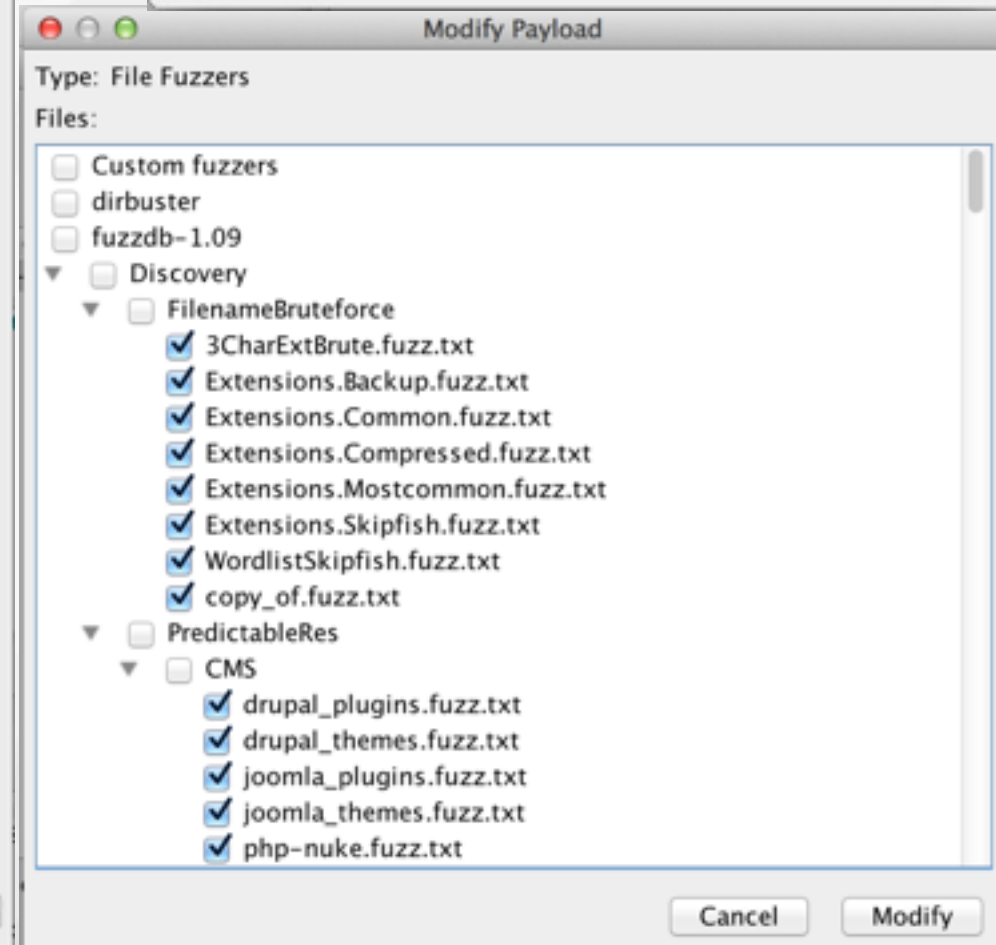 Modify Payload
Type: File Fuzzers
Files:
Custom fuzzers
dirbuster
fuzzdb-1.09
Discovery
FilenameBruteforce
3CharExtBrute.fuzz.txt
Extensions.Backup.fuzz.txt
Extensions.Common.fuzz.txt
Extensions.Compressed.fuzz.txt
Extensions.Mostcommon.fuzz.txt
Extensions.Skipfish.fuzz.txt
WordlistSkipfish.fuzz.txt
copy_of.fuzz.txt
PredictableRes
CMS
drupal_plugins.fuzz.txt
drupal_themes.fuzz.txt
joomla_plugins.fuzz.txt
joomla_themes.fuzz.txt
php-nuke.fuzz.txt
Cancel Modify